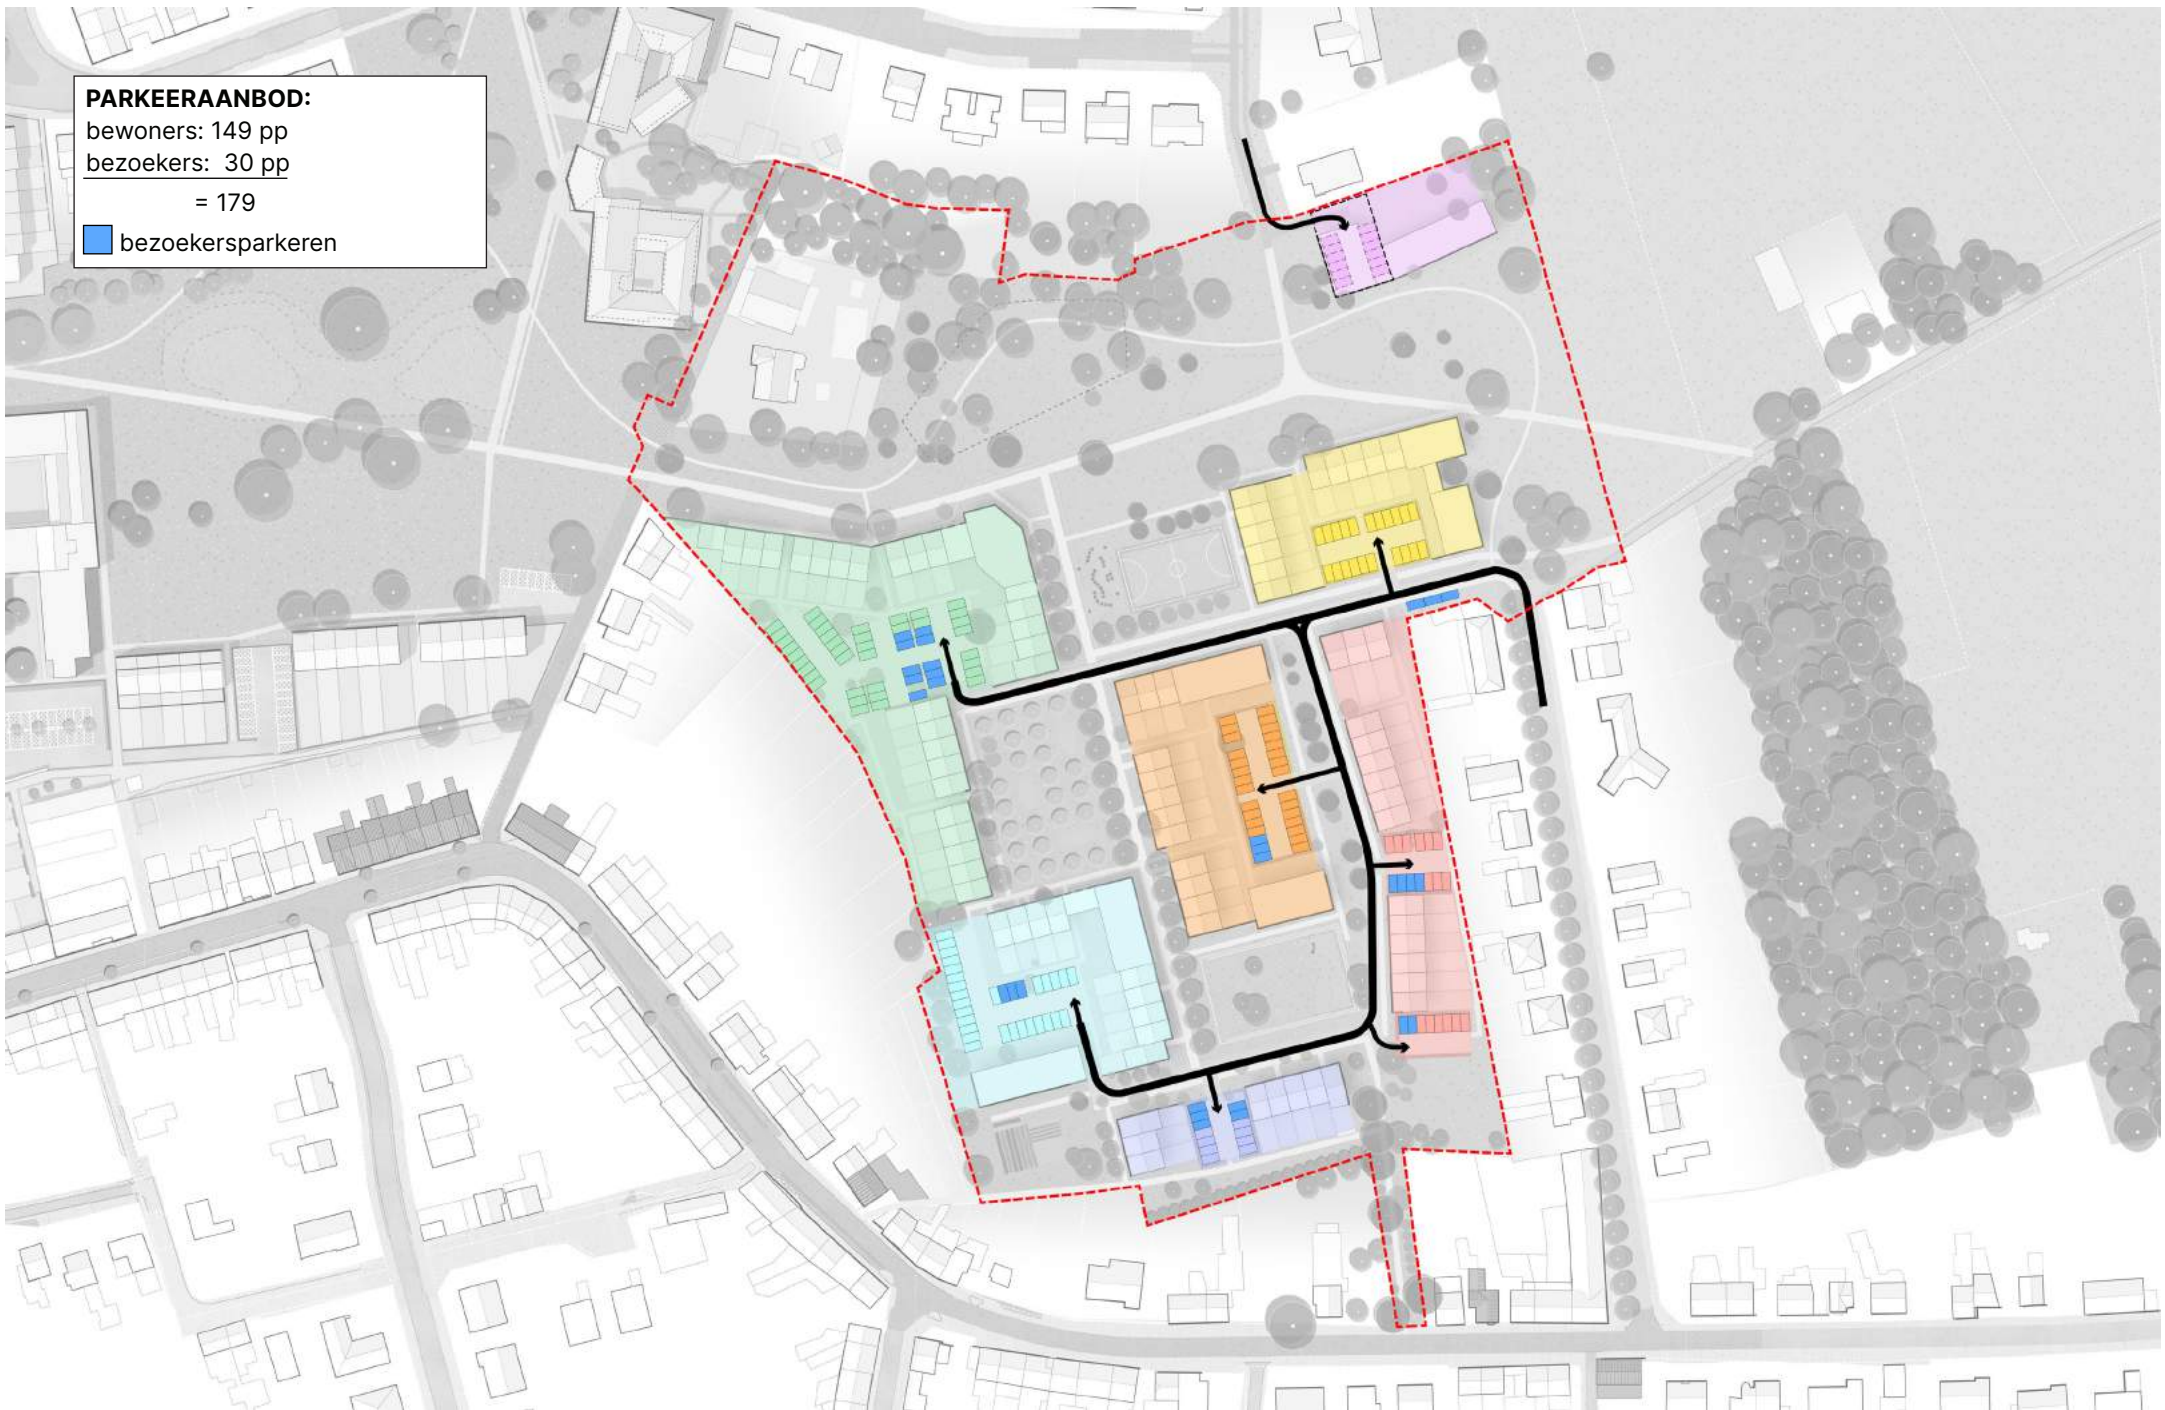 PARKEERAANBOD:
bewoners: 149 pp
bezoekers: 30 pp
= 179
bezoekersparkeren